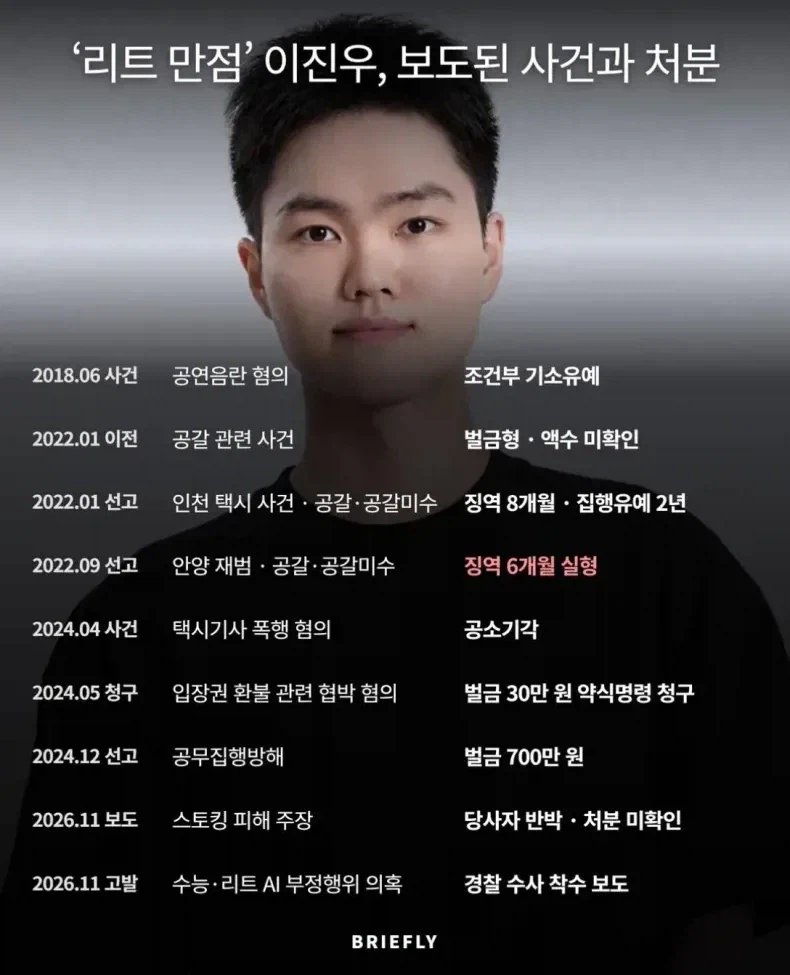 ‘리트 만점’ 이진우, 보도된 사건과 처분
2018.06 사건 공연음란 혐의 조건부 기소유예
2022.01 이전 공갈 관련 사건 벌금형 · 액수 미확인
2022.01 선고 인천 택시 사건 · 공갈·공갈미수 징역 8개월 · 집행유예 2년
2022.09 선고 안양 재범 · 공갈·공갈미수 징역 6개월 실형
2024.04 사건 택시기사 폭행 혐의 공소기각
2024.05 청구 입장권 환불 관련 협박 혐의 벌금 30만 원 약식명령 청구
2024.12 선고 공무집행방해 벌금 700만 원
2026.11 보도 스토킹 피해 주장 당사자 반박 · 처분 미확인
2026.11 고발 수능·리트 AI 부정행위 의혹 경찰 수사 착수 보도
BRIEFLY